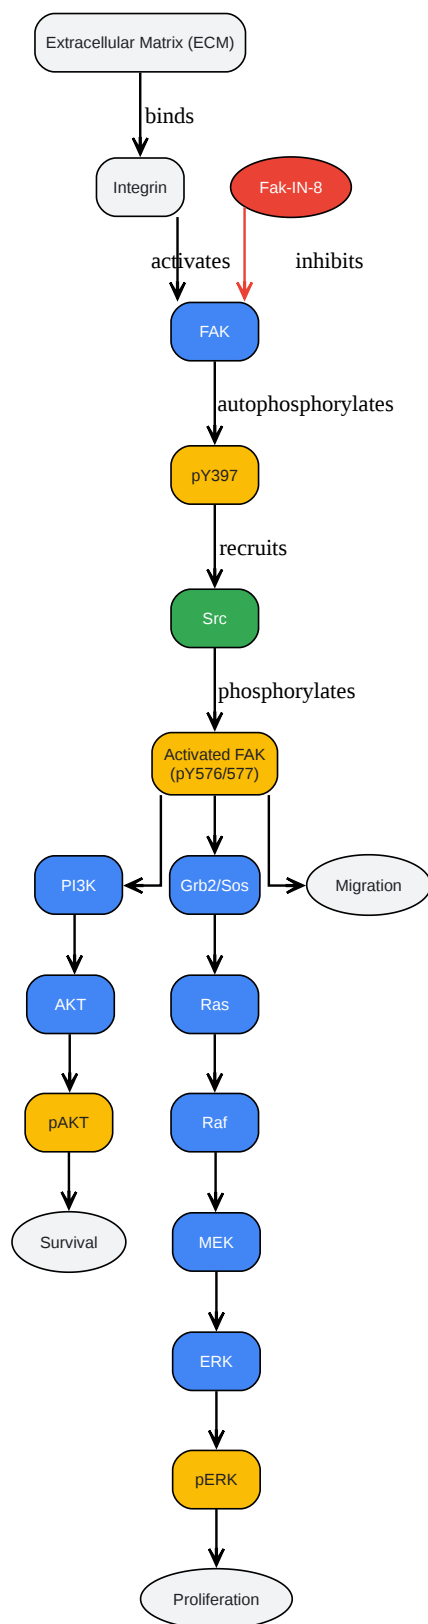 Extracellular Matrix (ECM)
binds
Integrin
Fak-IN-8
activates
inhibits
FAK
autophosphorylates
pY397
recruits
Src
phosphorylates
Activated FAK
(pY576/577)
PI3K
Grb2/Sos
Migration
AKT
Ras
pAKT
Raf
Survival
MEK
ERK
pERK
Proliferation